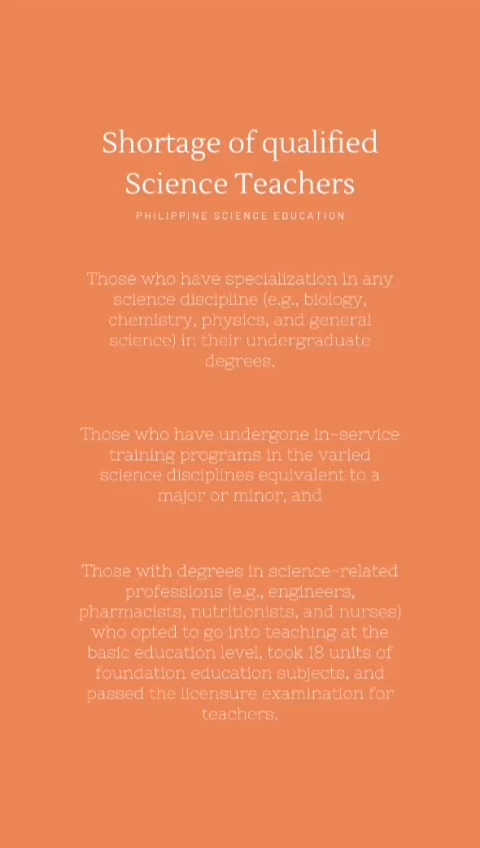 Shortage of qualified
Science Teachers
PHILIPPINE SCIENCE EDUCATION
Those who have specialization in any
science discipline (e.g., biology,
chemistry, physics, and general
science) in their undergraduate
degrees.
Those who have undergone in-service
training programs in the varied
science disciplines equivalent to a
major or minor, and
Those with degrees in science-related
professions (e.g., engineers,
pharmacists, nutritionists, and nurses)
who opted to go into teaching at the
basic education level, took 18 units of
foundation education subjects, and
passed the licensure examination for
teachers.